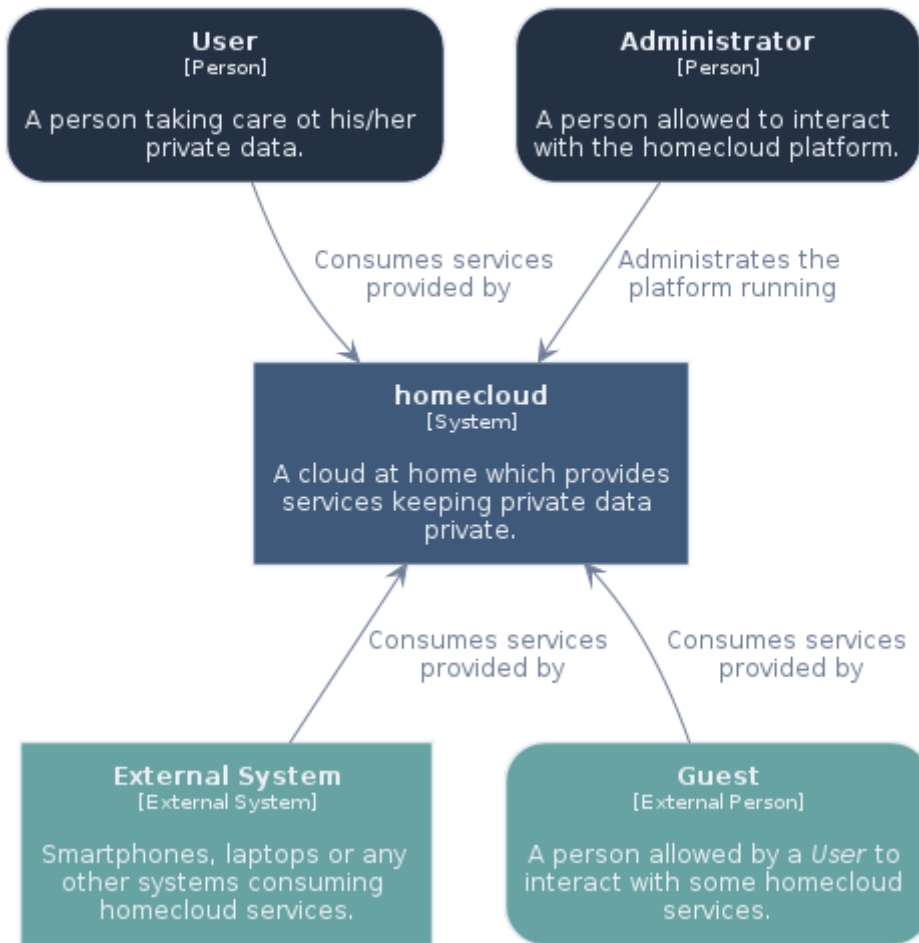 User
[Person]
A person taking care ot his/her
private data.
Administrator
[Person]
A person allowed to interact
with the homecloud platform.
Consumes services
provided by
Administrates the
platform running
homecloud
[System]
A cloud at home which provides
services keeping private data
private.
Consumes services
provided by
Consumes services
provided by
External System
[External System]
Smartphones, laptops or any
other systems consuming
homecloud services.
Guest
[External Person]
A person allowed by a User to
interact with some homecloud
services.